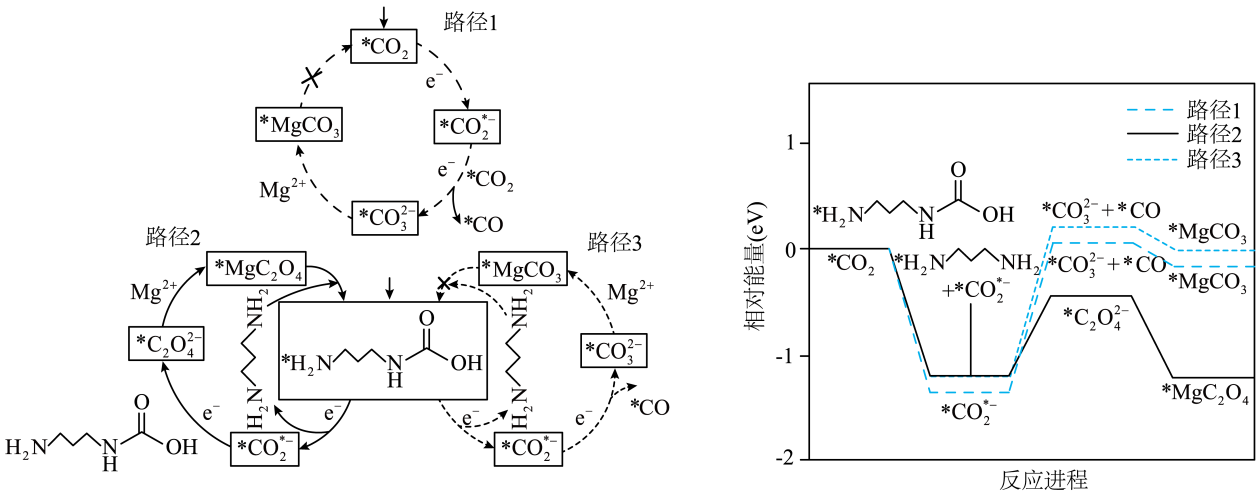 路径1
*CO₂
e⁻
*CO₂*⁻
e⁻
*CO₂
*CO
*CO₃²⁻
Mg²⁺
*MgCO₃
路径2
*MgC₂O₄
Mg²⁺
*C₂O₄²⁻
e⁻
*CO₂*⁻
e⁻
H₂N
NH₂
H₂N
N
H
O
OH
*H₂N
N
H
O
OH
路径3
*MgCO₃
Mg²⁺
*CO₃²⁻
*CO
e⁻
*CO₂*⁻
e⁻
H₂N
NH₂
相对能量(eV)
1
0
-1
-2
反应进程
路径1
路径2
路径3
*H₂N
N
H
O
OH
*CO₂
*H₂N
NH₂
+*CO₂*⁻
*CO₂*⁻
*CO₃²⁻+*CO
*MgCO₃
*CO₃²⁻+*CO
*MgCO₃
*C₂O₄²⁻
*MgC₂O₄